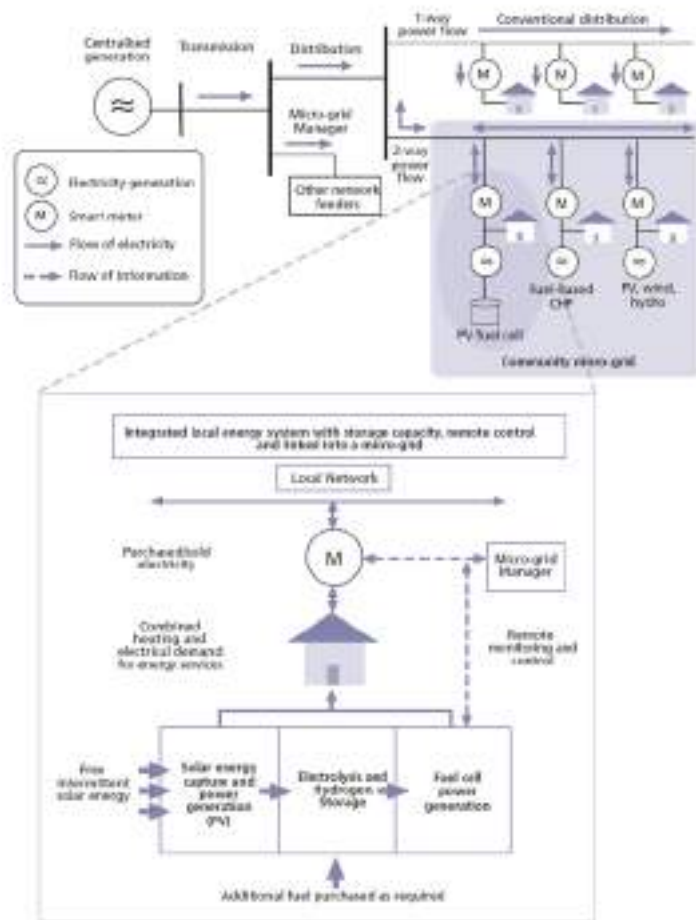 1-way
power flow
Conventional distribution
Centralised
generation
Transmission
Distribution
M
M
M
Micro-grid
Manager
2-way
power
flow
Other network
feeders
Electricity generation
M
Smart meter
Flow of electricity
Flow of information
M
M
M
PV-fuel cell
Fuel-based
CHP
PV, wind,
hydro
Community micro-grid
Integrated local energy system with storage capacity, remote control
and linked into a micro-grid
Local Network
Purchased/sold
electricity
M
Micro-grid
Manager
Combined
heating and
electrical demand
for energy services
Remote
monitoring and
control
Free
intermittent
solar energy
Solar energy
capture and
power
generation
(PV)
Electrolysis and
Hydrogen
Storage
Fuel cell
power
generation
Additional fuel purchased as required